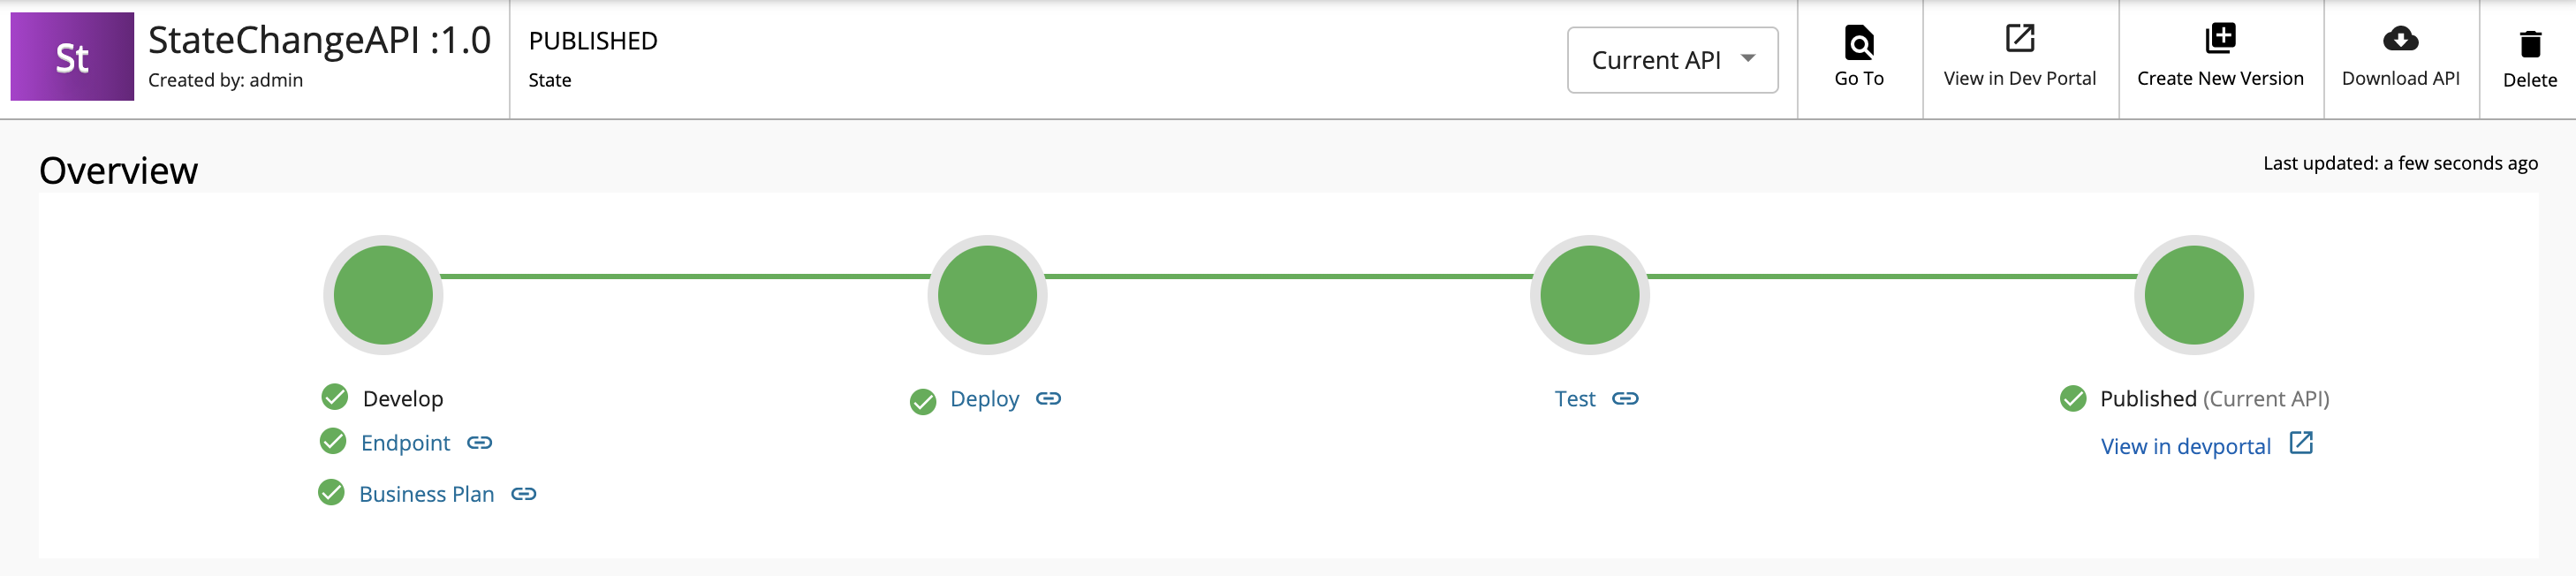 St
StateChangeAPI :1.0
Created by: admin
PUBLISHED
State
Current API
Go To
View in Dev Portal
Create New Version
Download API
Delete
Overview
Last updated: a few seconds ago
Develop
Endpoint
Business Plan
Deploy
Test
Published (Current API)
View in devportal